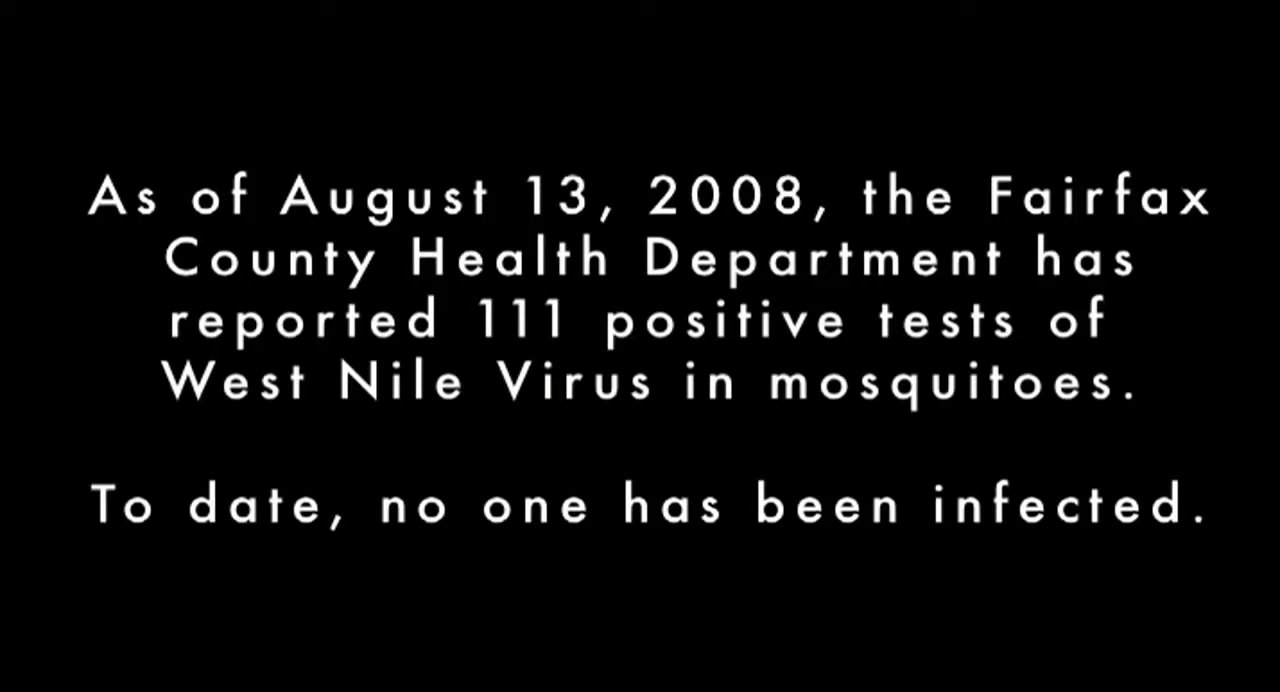 As of August 13, 2008, the Fairfax
County Health Department has
reported 111 positive tests of
West Nile Virus in mosquitoes.
To date, no one has been infected.